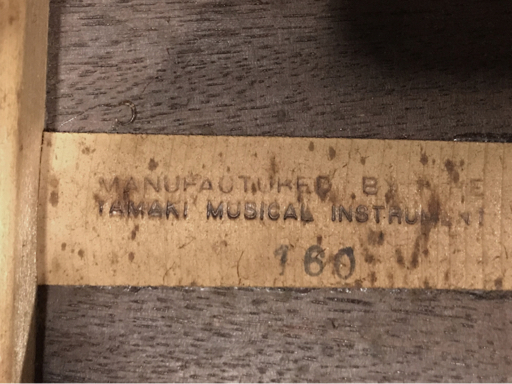 MANUFACTURED BY THE
TAMAKI MUSICAL INSTRUMENT
160